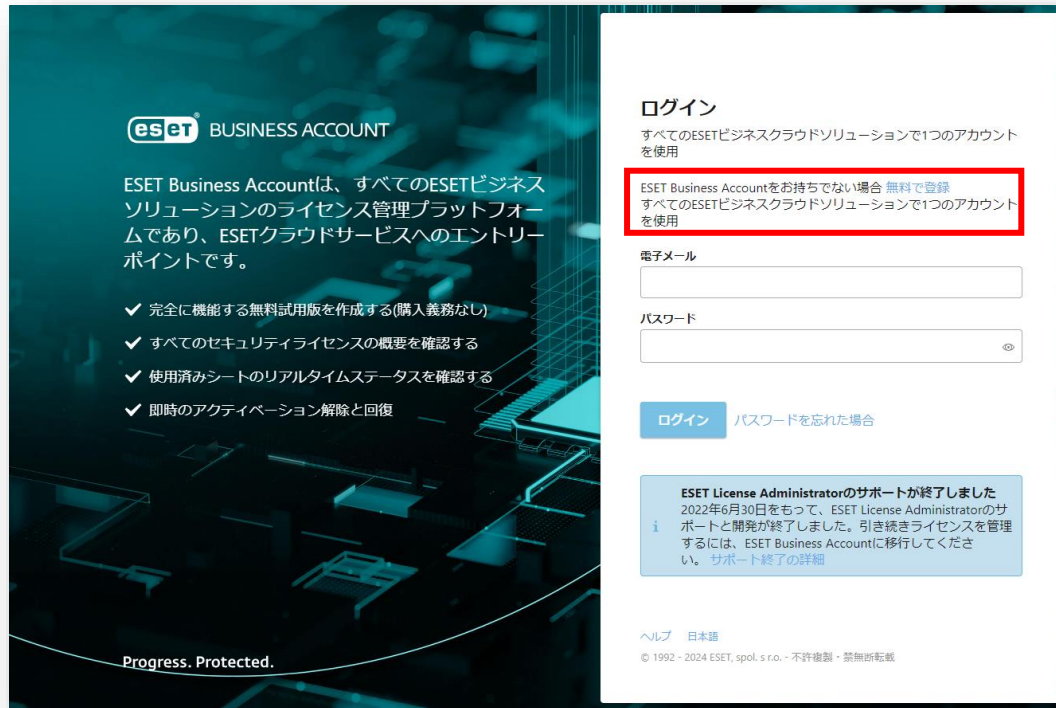 eset BUSINESS ACCOUNT
ESET Business Accountは、すべてのESETビジネス
ソリューションのライセンス管理プラットフォー
ムであり、ESETクラウドサービスへのエントリー
ポイントです。
完全に機能する無料試用版を作成する(購入義務なし)
すべてのセキュリティライセンスの概要を確認する
使用済みシートのリアルタイムステータスを確認する
即時のアクティベーション解除と回復
Progress. Protected.
ログイン
すべてのESETビジネスクラウドソリューションで1つのアカウント
を使用
ESET Business Accountをお持ちでない場合 無料で登録
すべてのESETビジネスクラウドソリューションで1つのアカウント
を使用
電子メール
パスワード
ログイン パスワードを忘れた場合
ESET License Administratorのサポートが終了しました
2022年6月30日をもって、ESET License Administratorのサ
ポートと開発が終了しました。引き続きライセンスを管理
するには、ESET Business Accountに移行してくださ
い。 サポート終了の詳細
ヘルプ 日本語
© 1992 - 2024 ESET, spol. s r.o. - 不許複製・禁無断転載